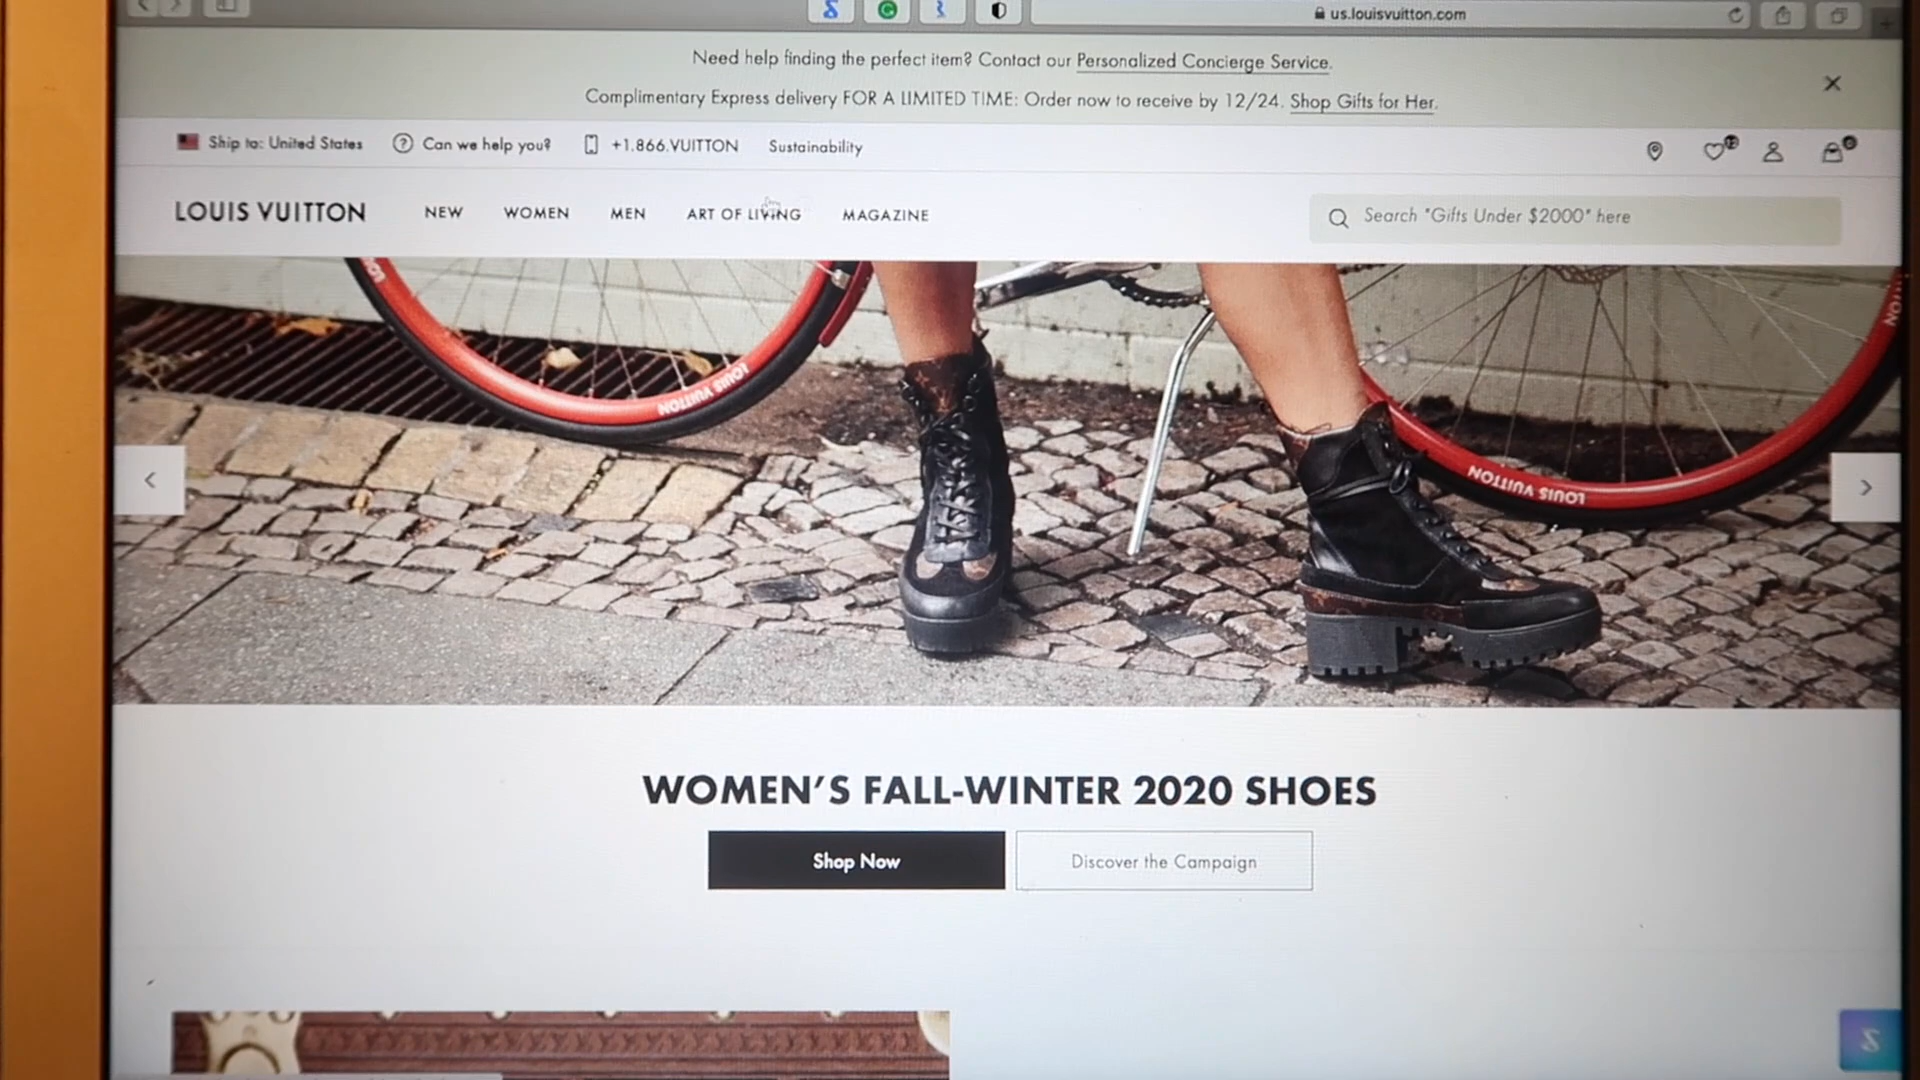 us.louisvuitton.com
Need help finding the perfect item? Contact our Personalized Concierge Service.
Complimentary Express delivery FOR A LIMITED TIME: Order now to receive by 12/24. Shop Gifts for Her.
Ship to: United States Can we help you? +1.866.VUITTON Sustainability
LOUIS VUITTON NEW WOMEN MEN ART OF LIVING MAGAZINE Search "Gifts Under $2000" here
LOUIS VUITTON
LOUIS VUITTON
WOMEN'S FALL-WINTER 2020 SHOES
Shop Now Discover the Campaign